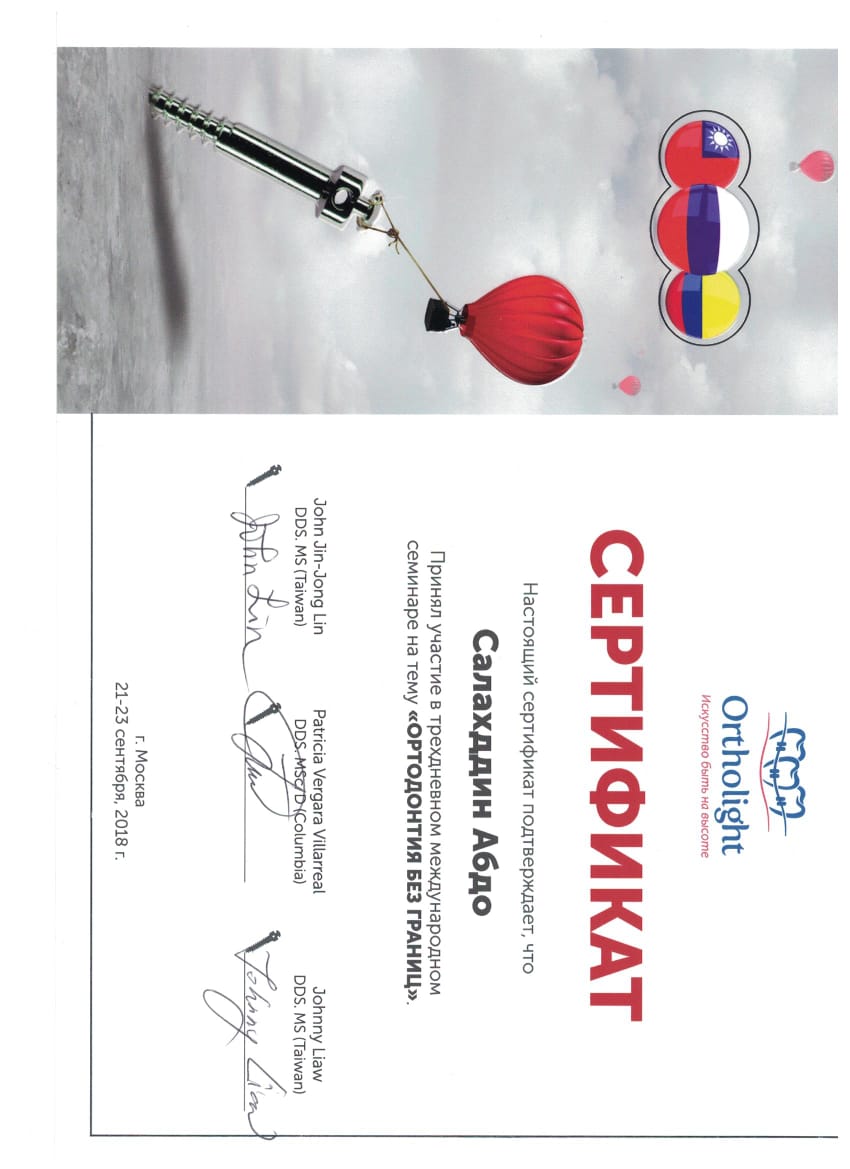 Ortholight
Искусство быть на высоте
СЕРТИФИКАТ
Настоящий сертификат подтверждает, что
Салахддин Абдо
Принял участие в трехдневном международном
семинаре на тему «ОРТОДОНТИЯ БЕЗ ГРАНИЦ».
John Jin-Jong Lin
DDS. MS (Taiwan)
John Lin
Patricia Vergara Villarreal
DDS. MSc/D (Columbia)
Johnny Liaw
DDS. MS (Taiwan)
Johnny Liaw
г. Москва
21-23 сентября, 2018 г.